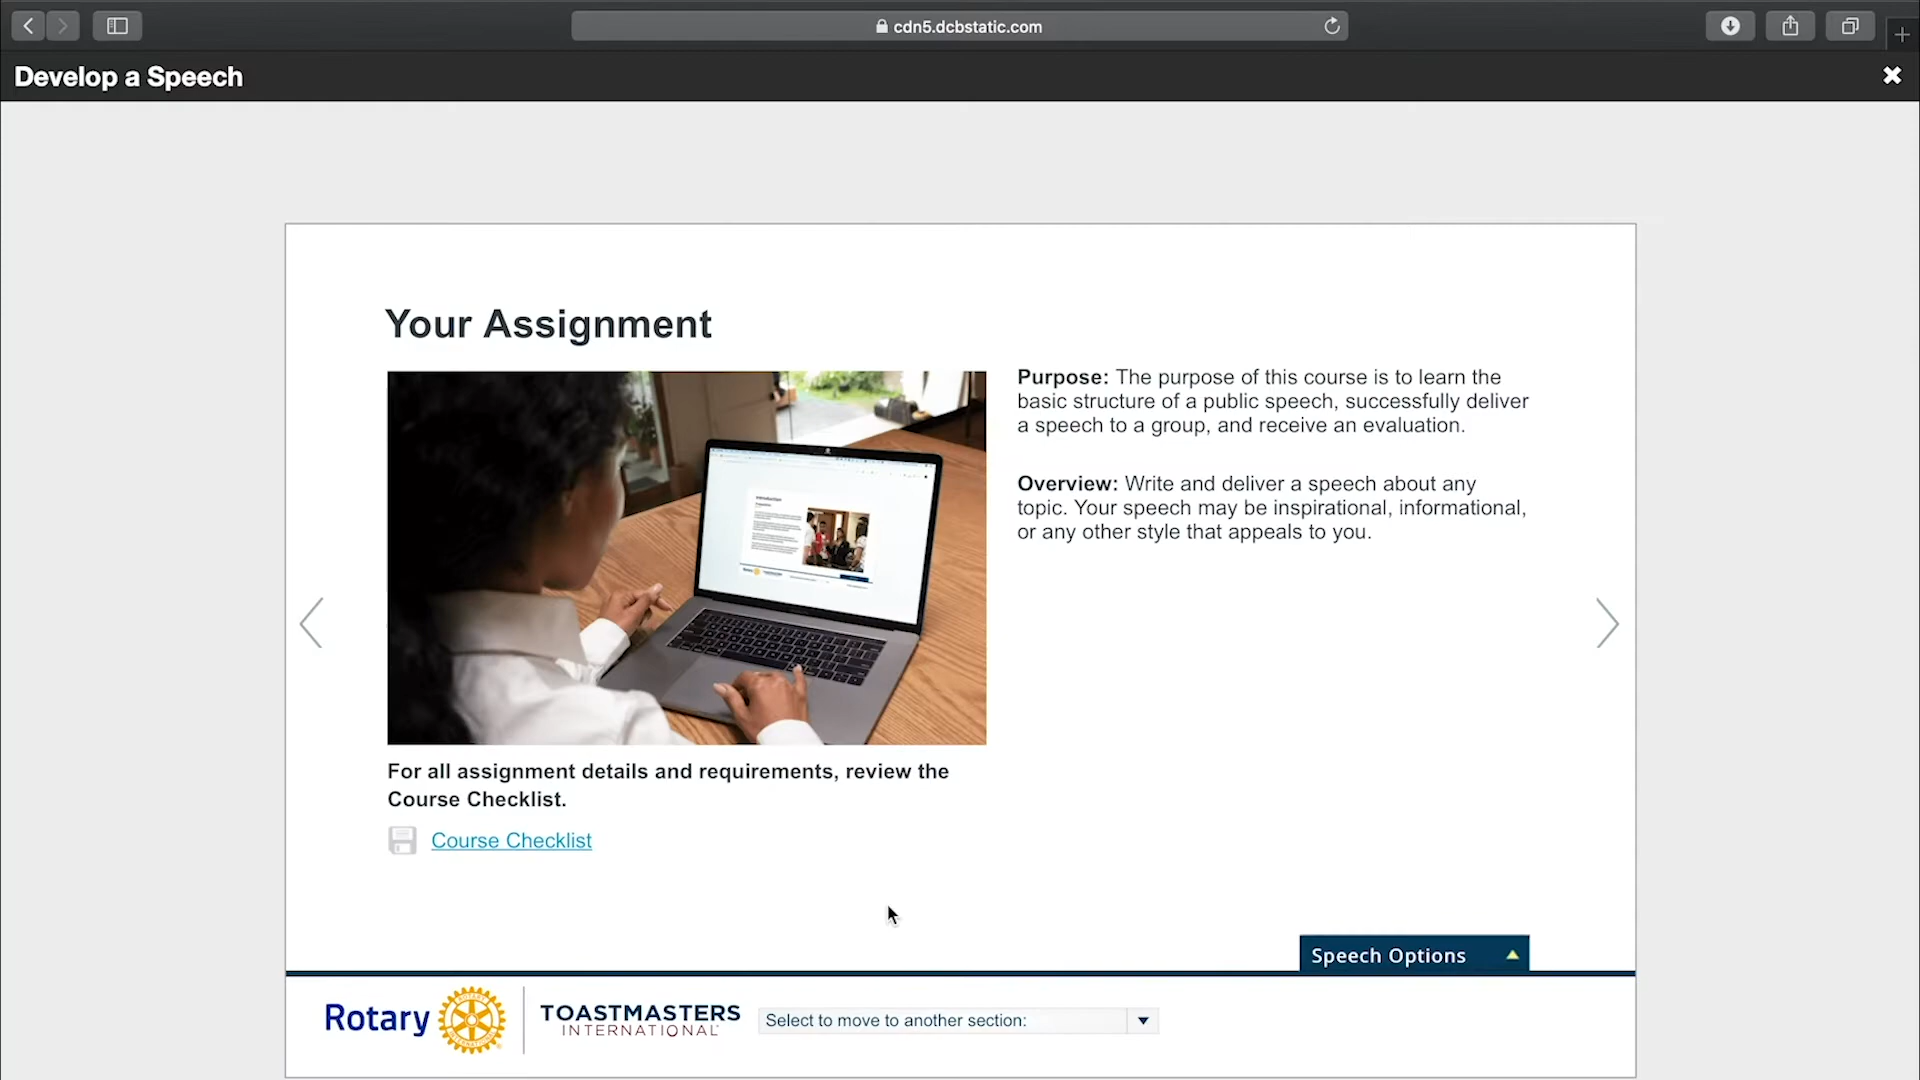 cdn5.dcbstatic.com
Develop a Speech
Your Assignment
Purpose: The purpose of this course is to learn the
basic structure of a public speech, successfully deliver
a speech to a group, and receive an evaluation.
Overview: Write and deliver a speech about any
topic. Your speech may be inspirational, informational,
or any other style that appeals to you.
For all assignment details and requirements, review the
Course Checklist.
Course Checklist
Speech Options
Rotary
TOASTMASTERS
INTERNATIONAL
Select to move to another section: